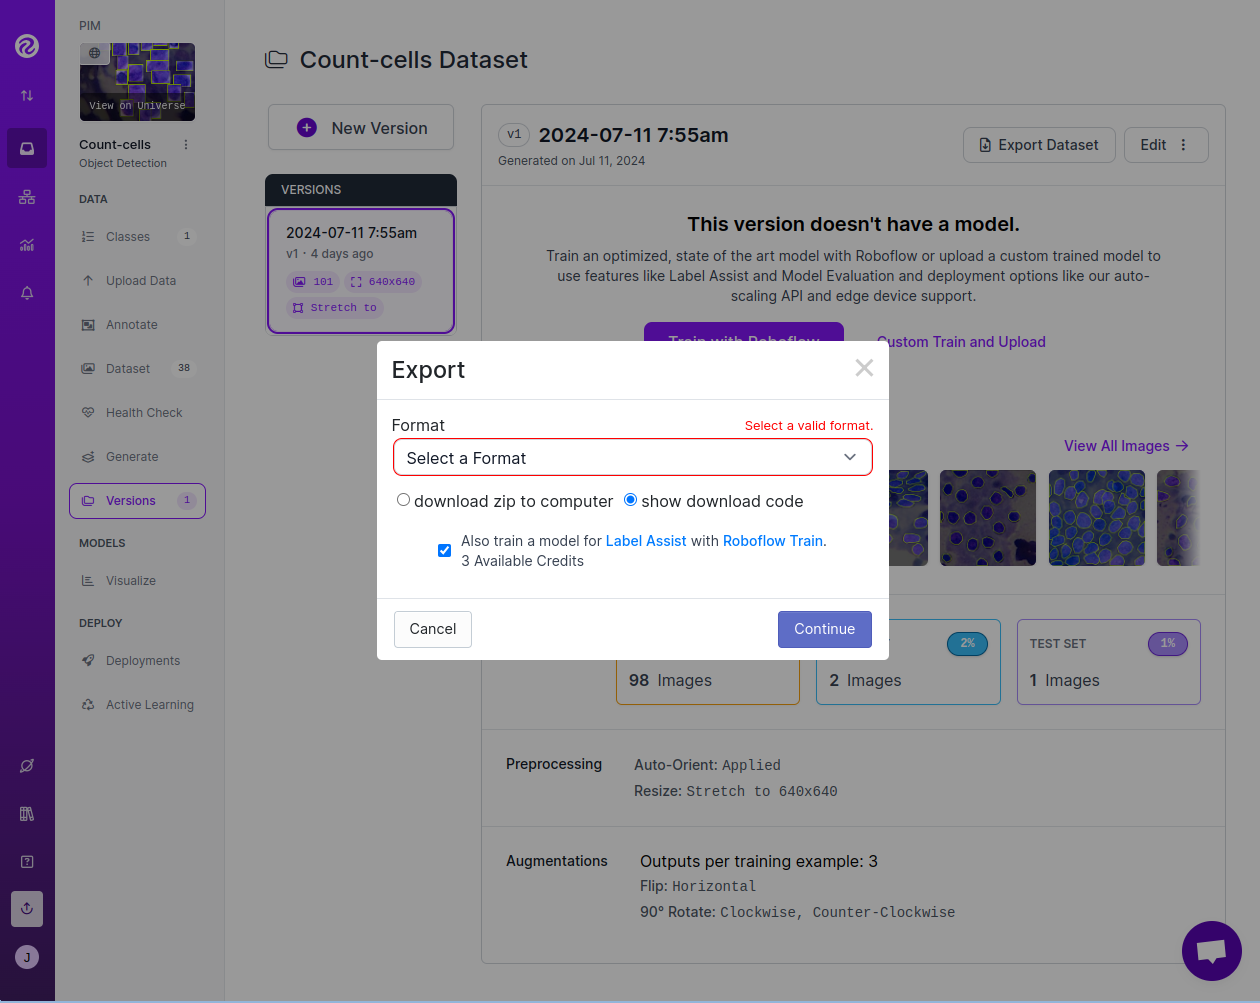 PIM
View on Universe
Count-cells
Object Detection
DATA
Classes 1
Upload Data
Annotate
Dataset 38
Health Check
Generate
Versions 1
MODELS
Visualize
DEPLOY
Deployments
Active Learning
J
Count-cells Dataset
New Version
VERSIONS
2024-07-11 7:55am
v1 · 4 days ago
101 640x640
Stretch to
v1 2024-07-11 7:55am
Generated on Jul 11, 2024
Export Dataset Edit
This version doesn't have a model.
Train an optimized, state of the art model with Roboflow or upload a custom trained model to
use features like Label Assist and Model Evaluation and deployment options like our auto-
scaling API and edge device support.
Train with Roboflow Custom Train and Upload
View All Images
Export
Format Select a valid format.
Select a Format
download zip to computer show download code
Also train a model for Label Assist with Roboflow Train.
3 Available Credits
Cancel Continue
2% TEST SET 1%
98 Images 2 Images 1 Images
Preprocessing Auto-Orient: Applied
Resize: Stretch to 640x640
Augmentations Outputs per training example: 3
Flip: Horizontal
90° Rotate: Clockwise, Counter-Clockwise